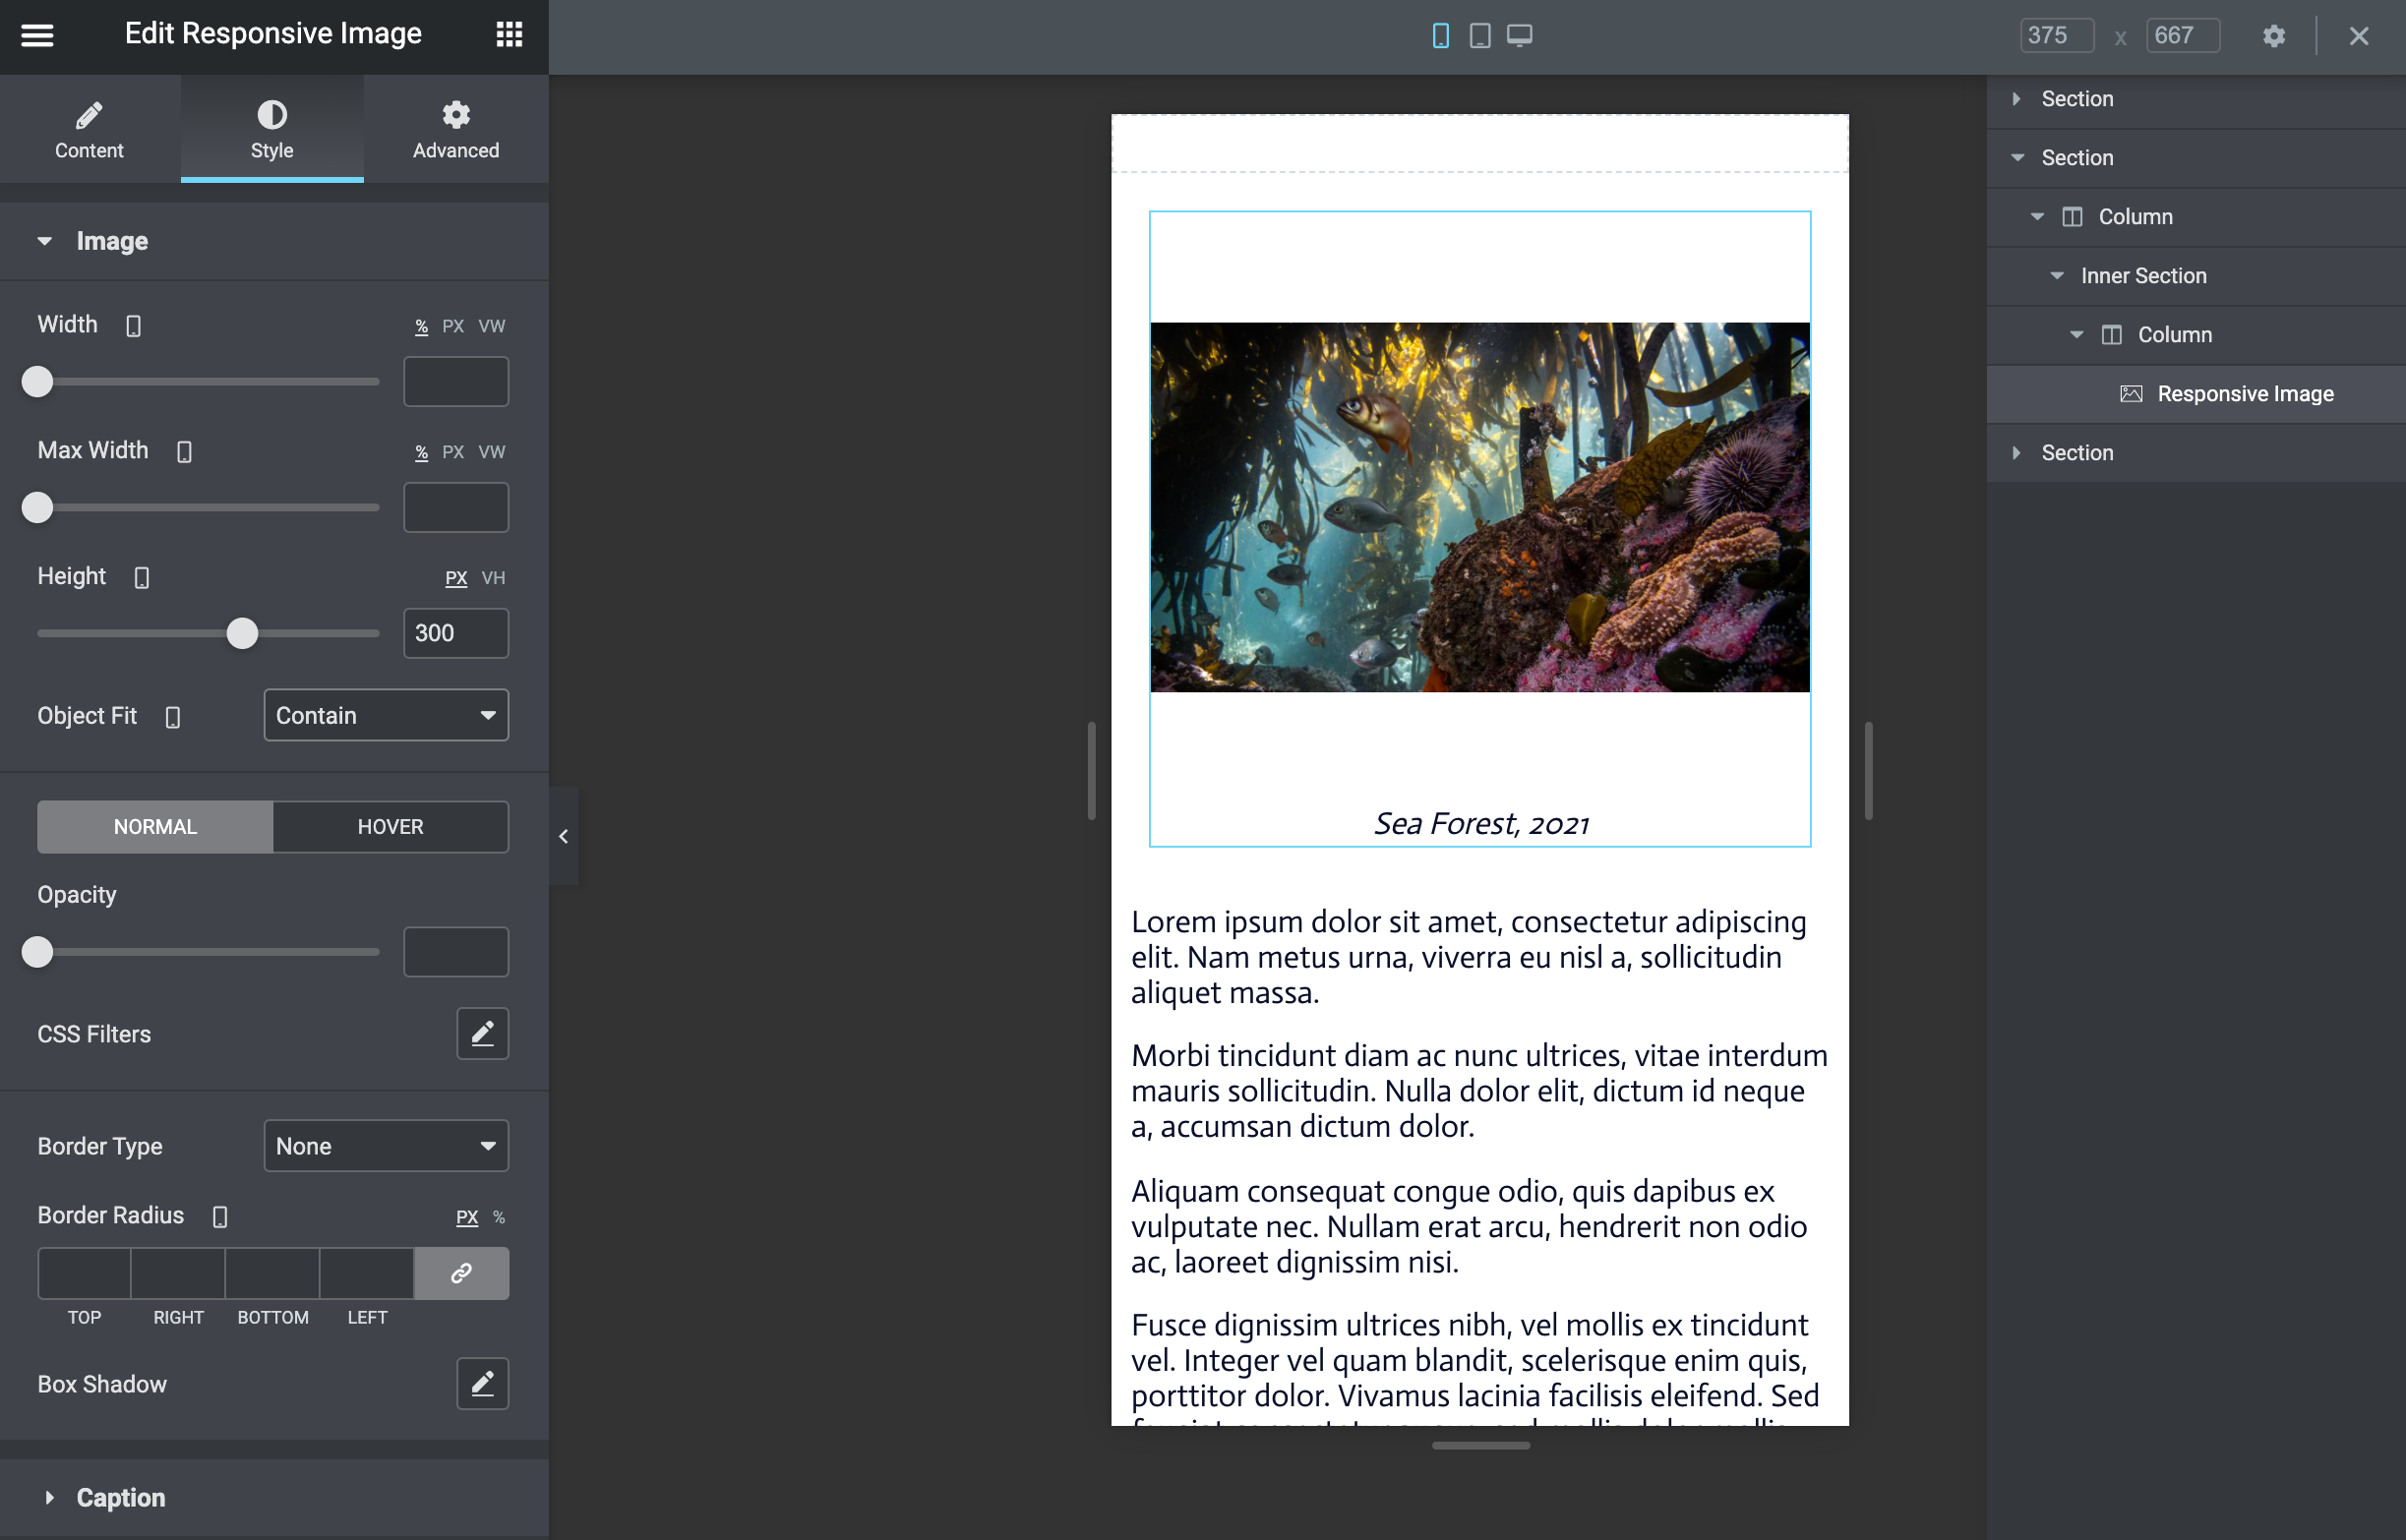 Edit Responsive Image
375 x 667
Content
Style
Advanced
Image
Width
% PX VW
Max Width
% PX VW
Height
PX VH
300
Object Fit
Contain
NORMAL
HOVER
Opacity
CSS Filters
Border Type
None
Border Radius
PX %
TOP
RIGHT
BOTTOM
LEFT
Box Shadow
Caption
Sea Forest, 2021
Lorem ipsum dolor sit amet, consectetur adipiscing
elit. Nam metus urna, viverra eu nisl a, sollicitudin
aliquet massa.
Morbi tincidunt diam ac nunc ultrices, vitae interdum
mauris sollicitudin. Nulla dolor elit, dictum id neque
a, accumsan dictum dolor.
Aliquam consequat congue odio, quis dapibus ex
vulputate nec. Nullam erat arcu, hendrerit non odio
ac, laoreet dignissim nisi.
Fusce dignissim ultrices nibh, vel mollis ex tincidunt
vel. Integer vel quam blandit, scelerisque enim quis,
porttitor dolor. Vivamus lacinia facilisis eleifend. Sed
Section
Section
Column
Inner Section
Column
Responsive Image
Section